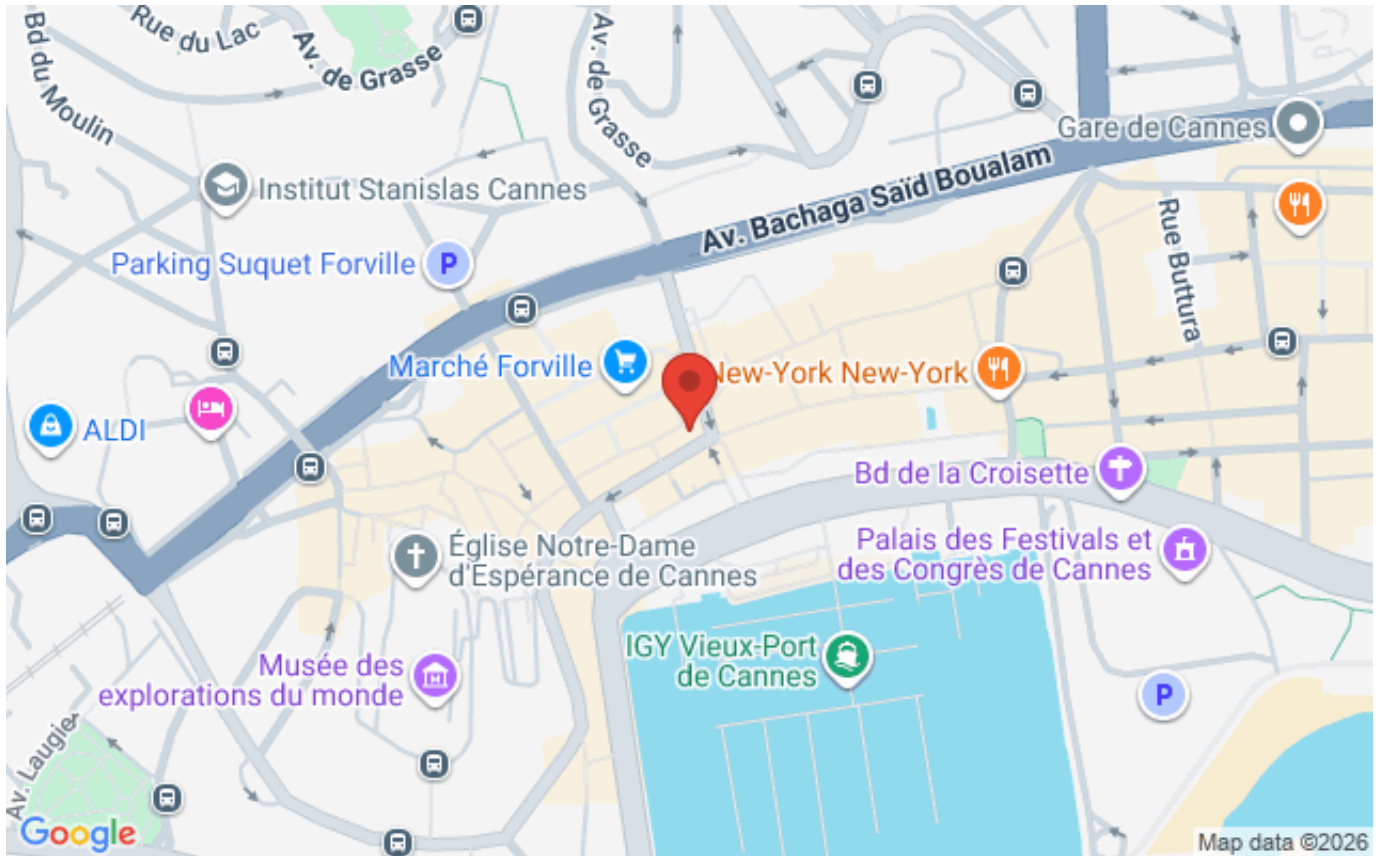 Bd du Moulin
Rue du Lac
Av. de Grasse
Av. de Grasse
Gare de Cannes
Institut Stanislas Cannes
Av. Bachaga Saïd Boualam
Rue Buttura
Parking Suquet Forville
P
Marché Forville
New-York New-York
ALDI
Bd de la Croisette
Église Notre-Dame
d'Espérance de Cannes
Palais des Festivals et
des Congrès de Cannes
IGY Vieux-Port
de Cannes
Musée des
explorations du monde
P
Av. Laugier
Google
Map data ©2026